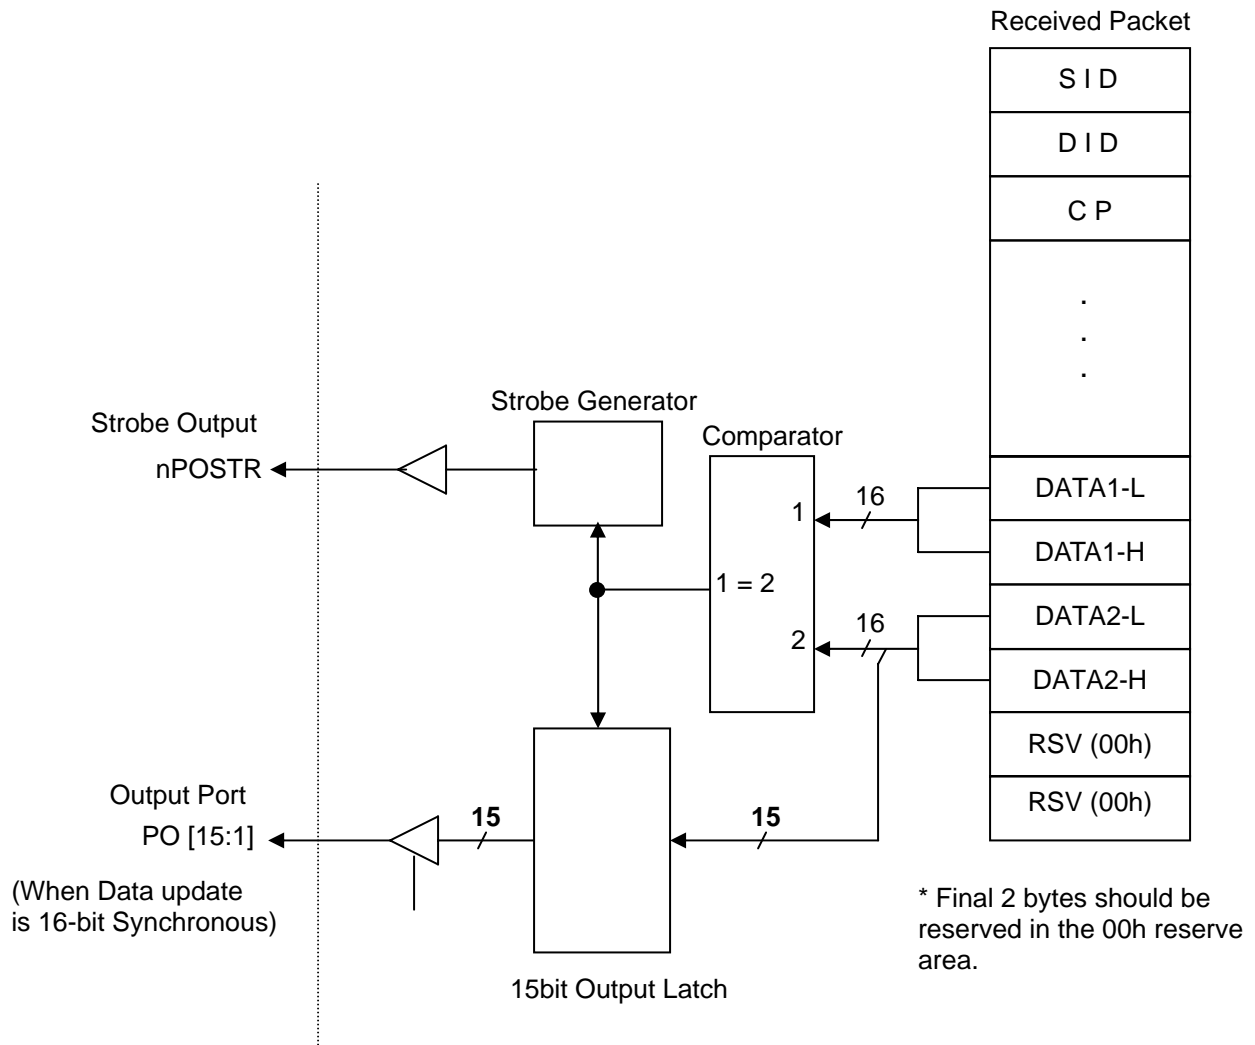 Received Packet
S I D
D I D
C P
.
.
.
Strobe Generator
Strobe Output
nPOSTR
Comparator
1
16
DATA1-L
DATA1-H
1 = 2
2
16
DATA2-L
DATA2-H
RSV (00h)
RSV (00h)
Output Port
PO [15:1]
15
15
(When Data update
is 16-bit Synchronous)
15bit Output Latch
* Final 2 bytes should be
reserved in the 00h reserve
area.